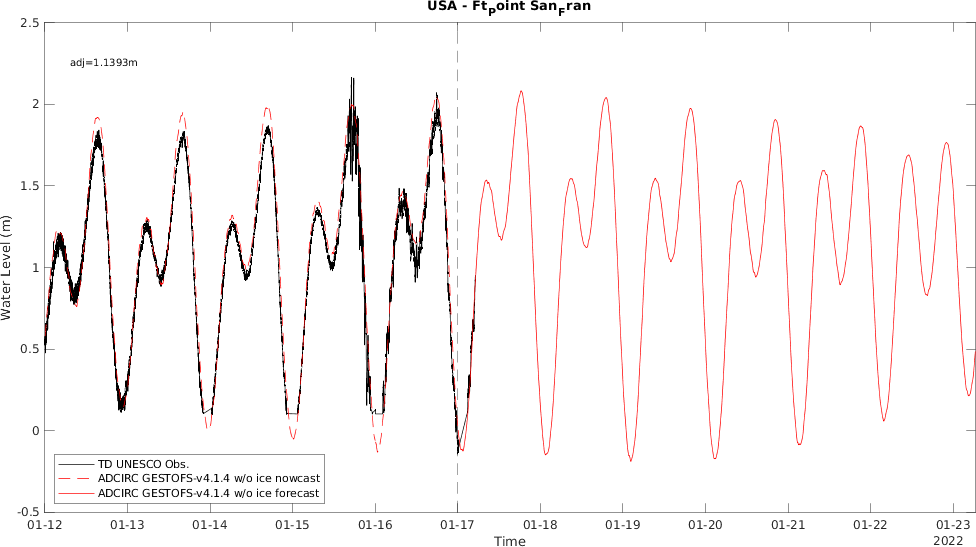 USA - Ft_Point San_Fran
2.5
adj=1.1393m
2
1.5
Water Level (m)
1
0.5
0
TD UNESCO Obs.
ADCIRC GESTOFS-v4.1.4 w/o ice nowcast
ADCIRC GESTOFS-v4.1.4 w/o ice forecast
-0.5
01-12 01-13 01-14 01-15 01-16 01-17 01-18 01-19 01-20 01-21 01-22 01-23
Time 2022